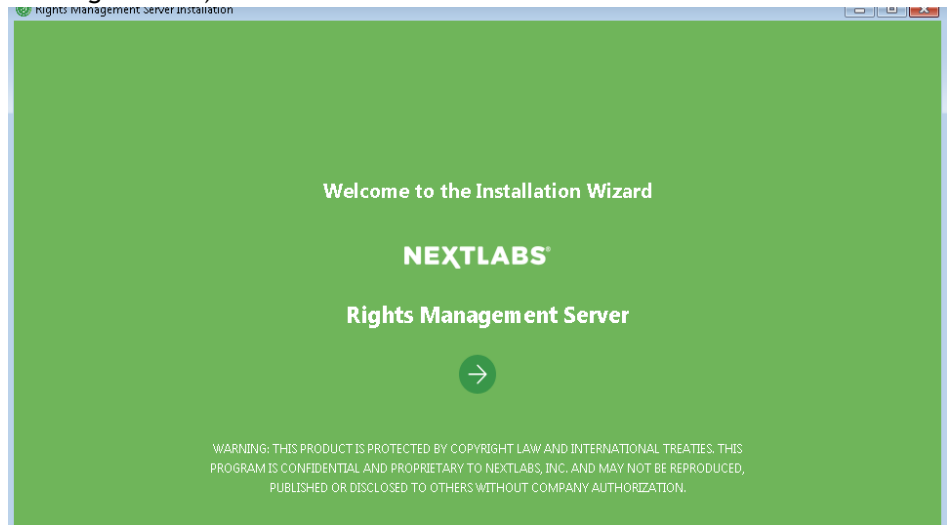 Rights Management Server Installation
Welcome to the Installation Wizard
NEXTLABS®
Rights Management Server
WARNING: THIS PRODUCT IS PROTECTED BY COPYRIGHT LAW AND INTERNATIONAL TREATIES. THIS
PROGRAM IS CONFIDENTIAL AND PROPRIETARY TO NEXTLABS, INC. AND MAY NOT BE REPRODUCED,
PUBLISHED OR DISCLOSED TO OTHERS WITHOUT COMPANY AUTHORIZATION.